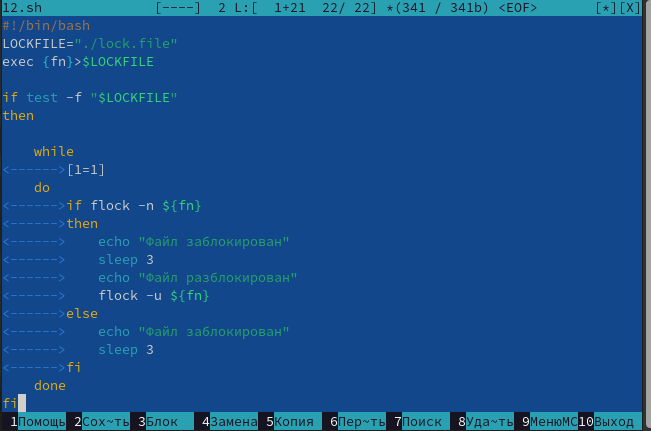 12.sh [----] 2 L:[ 1+21 22/ 22] *(341 / 341b) <EOF> [*][X]
#!/bin/bash
LOCKFILE="./lock.file"
exec {fn}>$LOCKFILE
if test -f "$LOCKFILE"
then
while
<------>[1=1]
do
<------>if flock -n ${fn}
<------>then
<------> echo "Файл заблокирован"
<------> sleep 3
<------> echo "Файл разблокирован"
<------> flock -u ${fn}
<------>else
<------> echo "Файл заблокирован"
<------> sleep 3
<------>fi
done
fi
1Помощь 2Сох~ть 3Блок 4Замена 5Копия 6Пер~ть 7Поиск 8Уда~ть 9МенюМС 10Выход